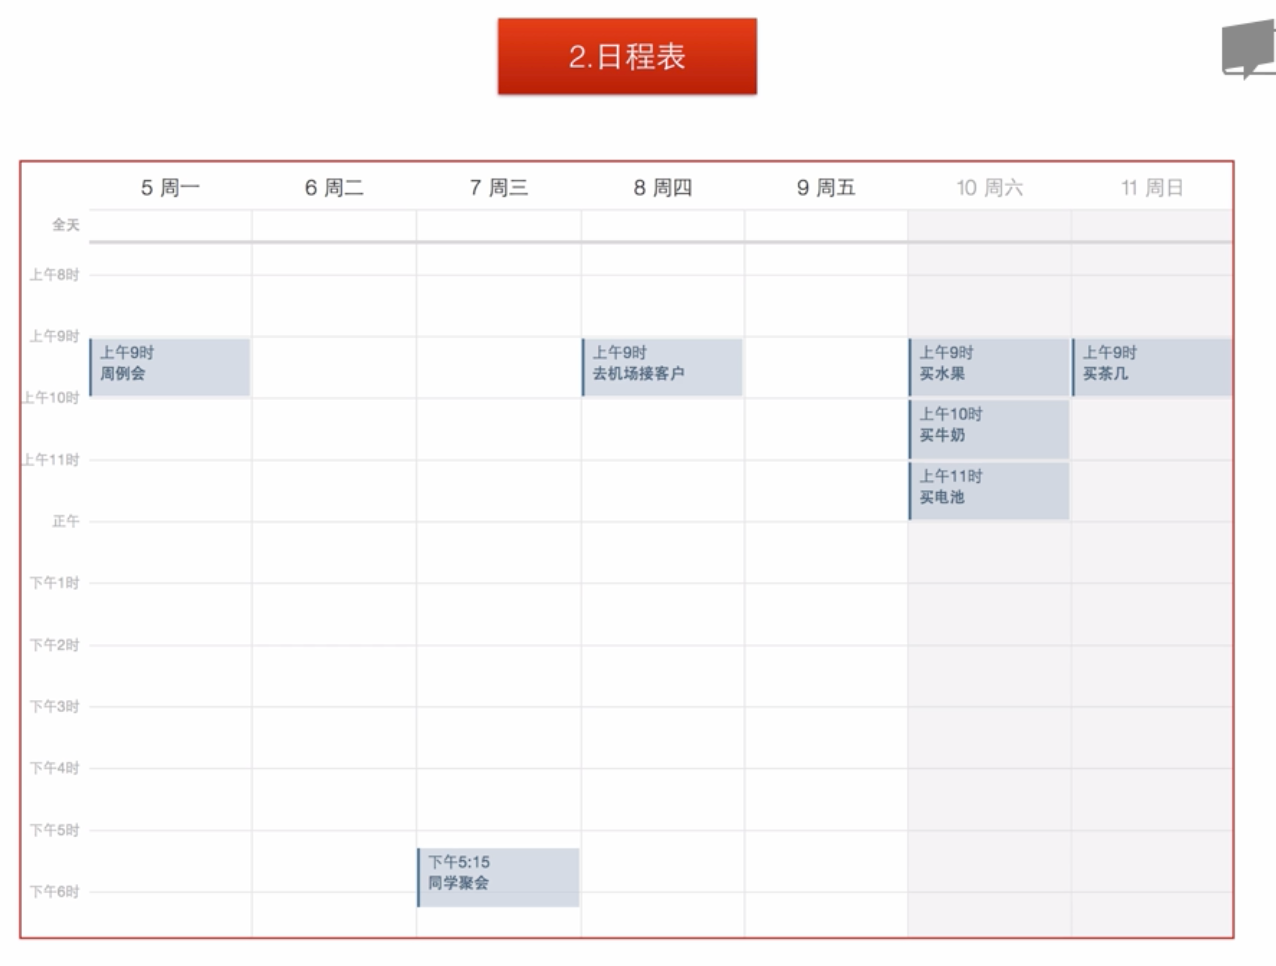 2.日程表
5 周一
6 周二
7 周三
8 周四
9 周五
10 周六
11 周日
全天
上午8时
上午9时
上午9时
周例会
上午9时
去机场接客户
上午9时
买水果
上午9时
买茶几
上午10时
上午10时
买牛奶
上午11时
上午11时
买电池
正午
下午1时
下午2时
下午3时
下午4时
下午5时
下午5:15
同学聚会
下午6时